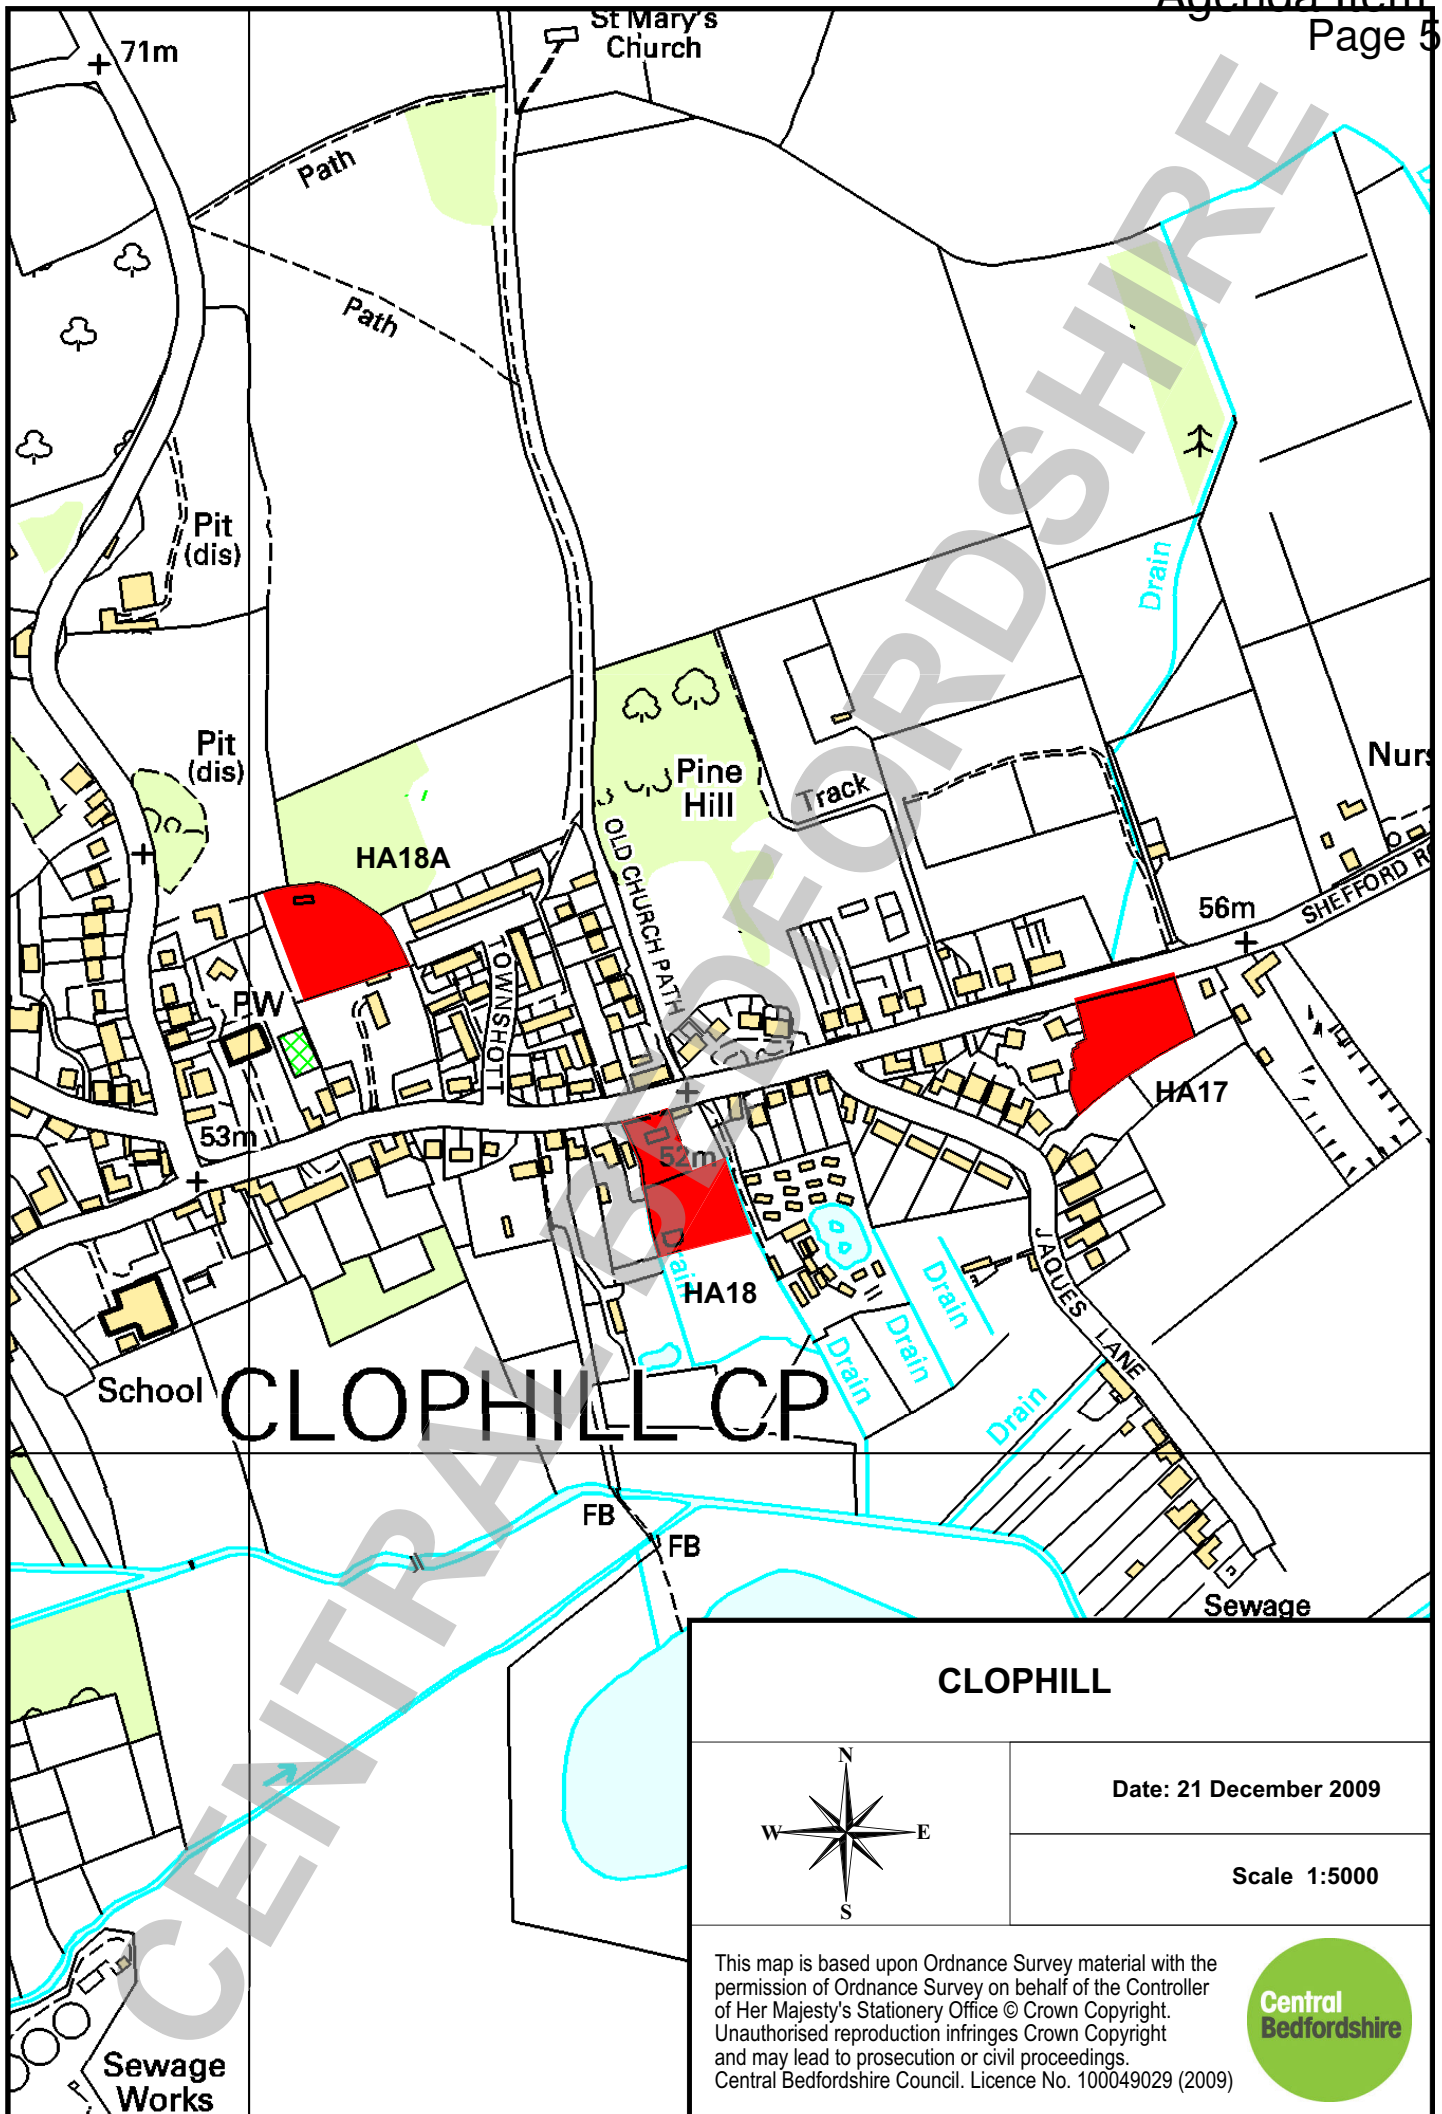 Agenda Item
Page 5
St Mary's
Church
71m
Path
Path
Pit
(dis)
Drain
Pit
(dis)
Pine
Hill
Track
Nurs
HA18A
OLD CHURCH PATH
TOWNSHOTT
56m
SHEFFORD
PW
HA17
53m
52m
Drain
HA18
Drain
Drain
Drain
JAQUES LANE
School
CLOPHILL CP
Drain
FB
FB
Sewage
CENTRAL BEDFORDSHIRE
CLOPHILL
N
W
E
S
Date: 21 December 2009
Scale 1:5000
This map is based upon Ordnance Survey material with the
permission of Ordnance Survey on behalf of the Controller
of Her Majesty's Stationery Office © Crown Copyright.
Unauthorised reproduction infringes Crown Copyright
and may lead to prosecution or civil proceedings.
Central Bedfordshire Council. Licence No. 100049029 (2009)
Central
Bedfordshire
Sewage
Works